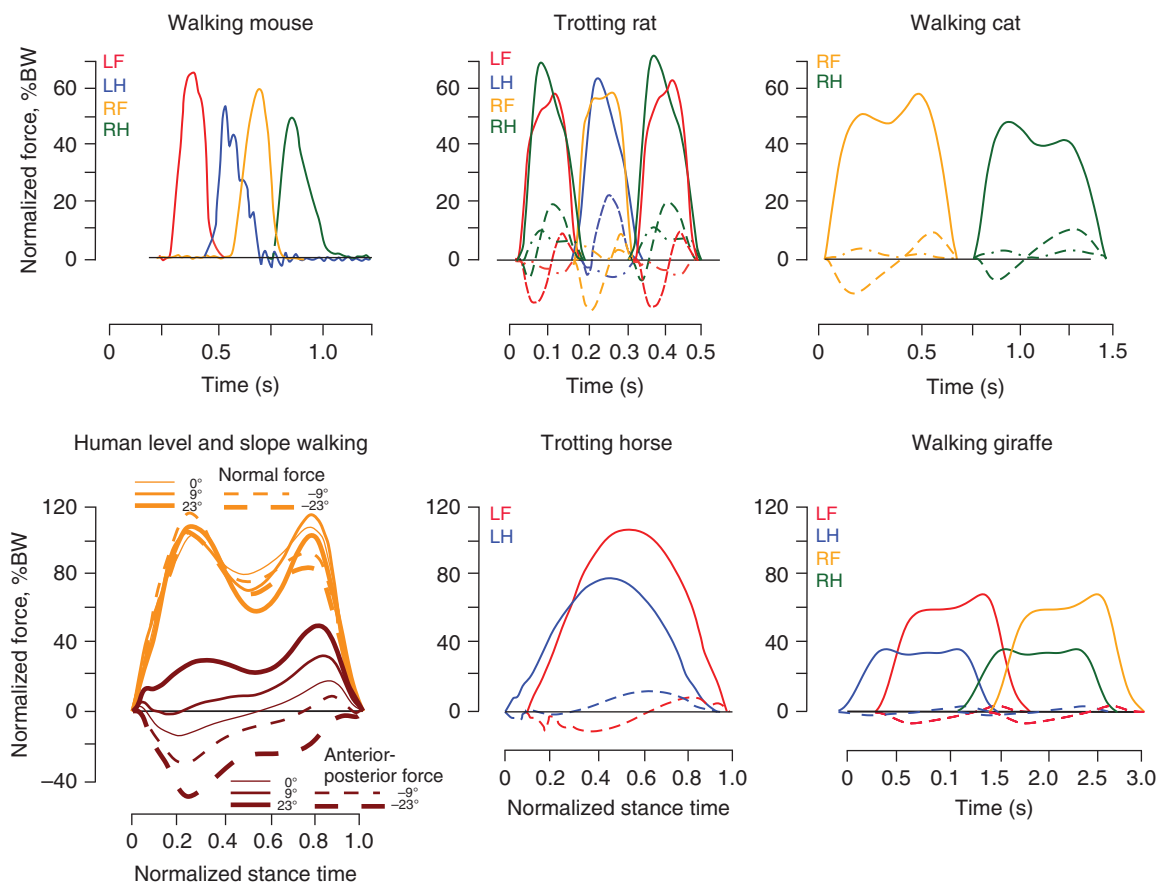 Walking mouse
Normalized force, %BW
60
40
20
0
LF
LH
RF
RH
0
0.5
1.0
Time (s)
Trotting rat
60
40
20
0
LF
LH
RF
RH
0 0.1 0.2 0.3 0.4 0.5
Time (s)
Walking cat
60
40
20
0
RF
RH
0
0.5
1.0
1.5
Time (s)
Human level and slope walking
Normalized force, %BW
120
80
40
0
–40
Normal force
0°
9°
23°
–9°
–23°
Anterior-
posterior force
0°
9°
23°
–9°
–23°
0 0.2 0.4 0.6 0.8 1.0
Normalized stance time
Trotting horse
120
80
40
0
LF
LH
0 0.2 0.4 0.6 0.8 1.0
Normalized stance time
Walking giraffe
120
80
40
0
LF
LH
RF
RH
0 0.5 1.0 1.5 2.0 2.5 3.0
Time (s)